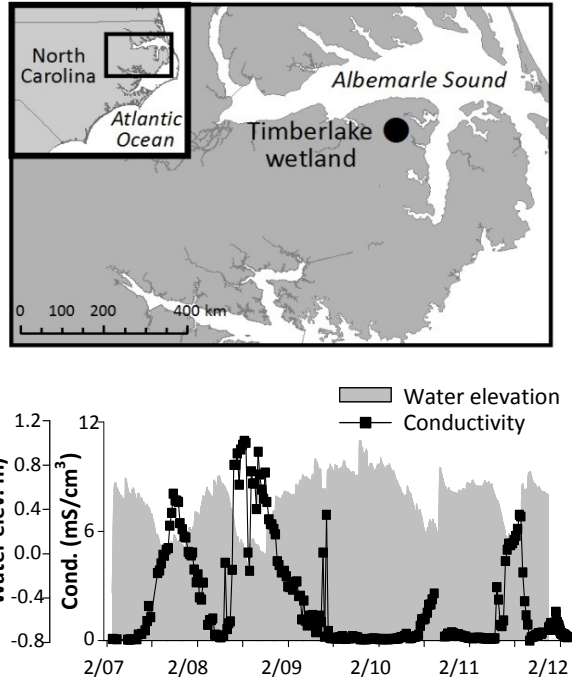 North
Carolina
Atlantic
Ocean
Albemarle Sound
Timberlake
wetland
0 100 200 400 km
Water elevation
Conductivity
1.2
0.8
0.4
0.0
-0.4
-0.8
Cond. (mS/cm³)
12
6
0
2/07 2/08 2/09 2/10 2/11 2/12